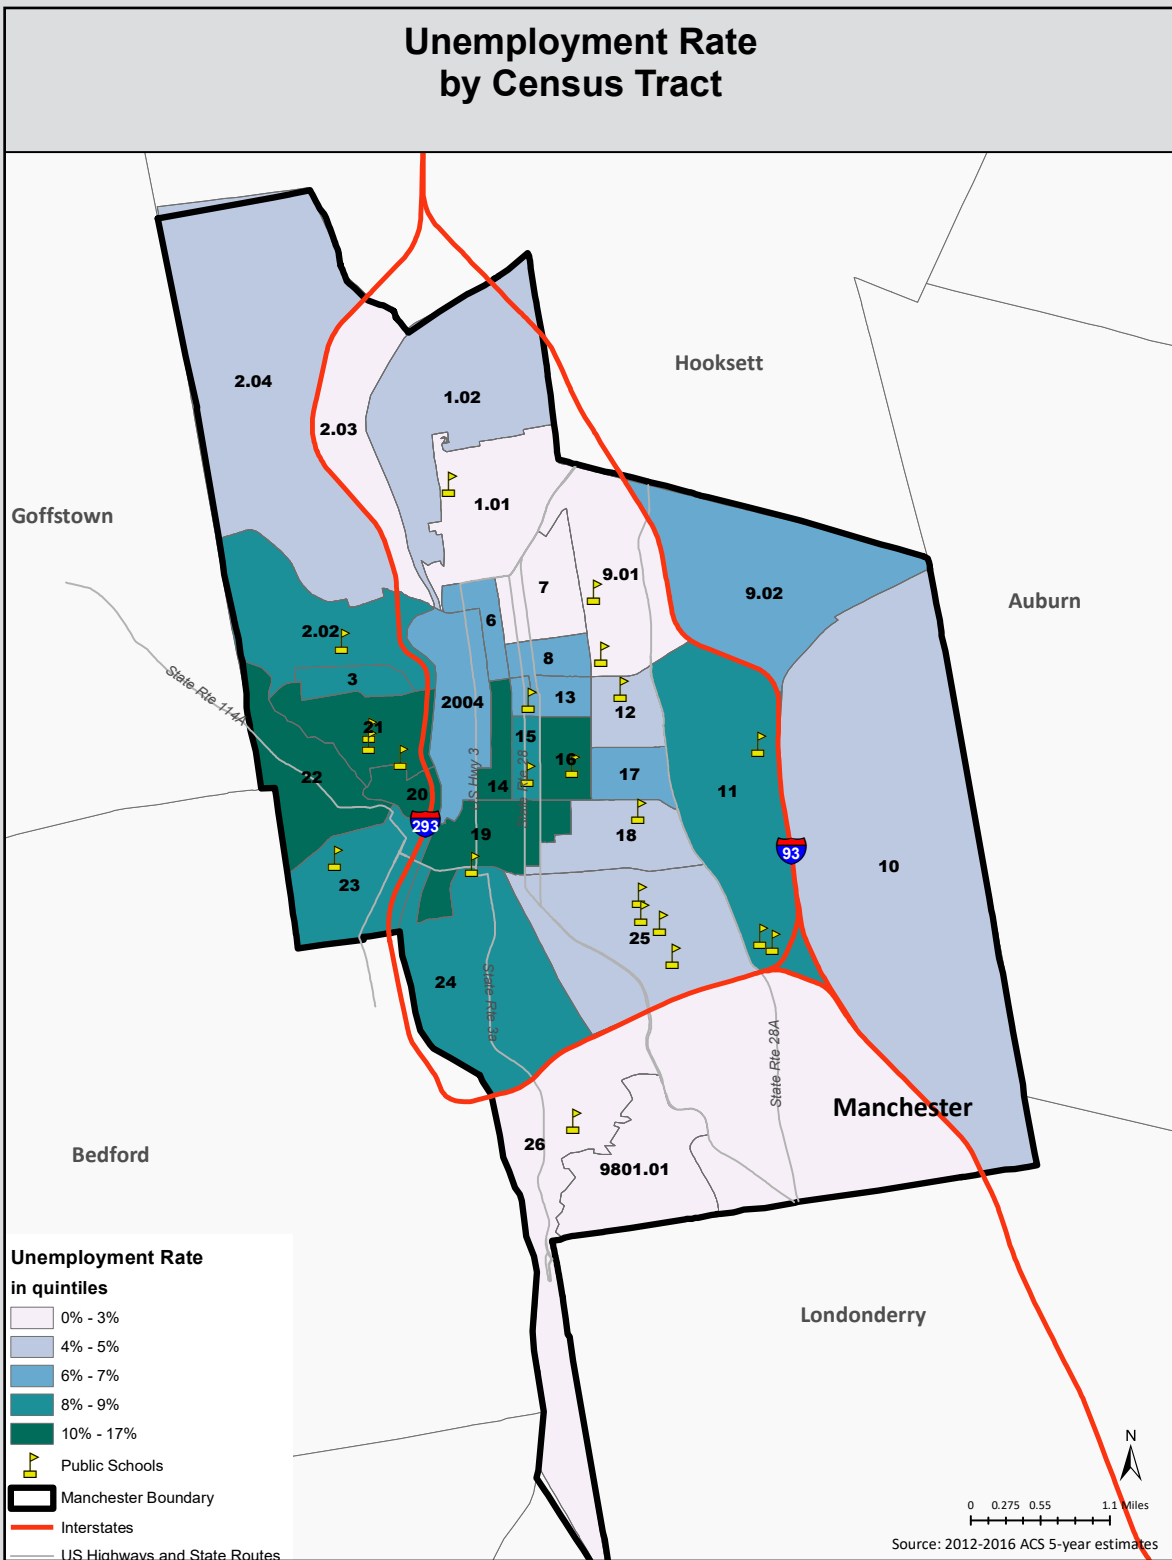 Unemployment Rate
by Census Tract
Hooksett
2.04
1.02
2.03
1.01
Goffstown
7
9.01
9.02
Auburn
6
2.02
8
3
13
2004
12
State Rte 114A
21
15
16
22
US Hwy 3
State Rte 28
17
14
20
11
293
19
18
93
10
23
25
24
State Rte 3a
State Rte 28A
Manchester
26
Bedford
9801.01
Londonderry
Unemployment Rate
in quintiles
0% - 3%
4% - 5%
6% - 7%
8% - 9%
10% - 17%
Public Schools
Manchester Boundary
Interstates
US Highways and State Routes
N
0 0.275 0.55 1.1 Miles
Source: 2012-2016 ACS 5-year estimates